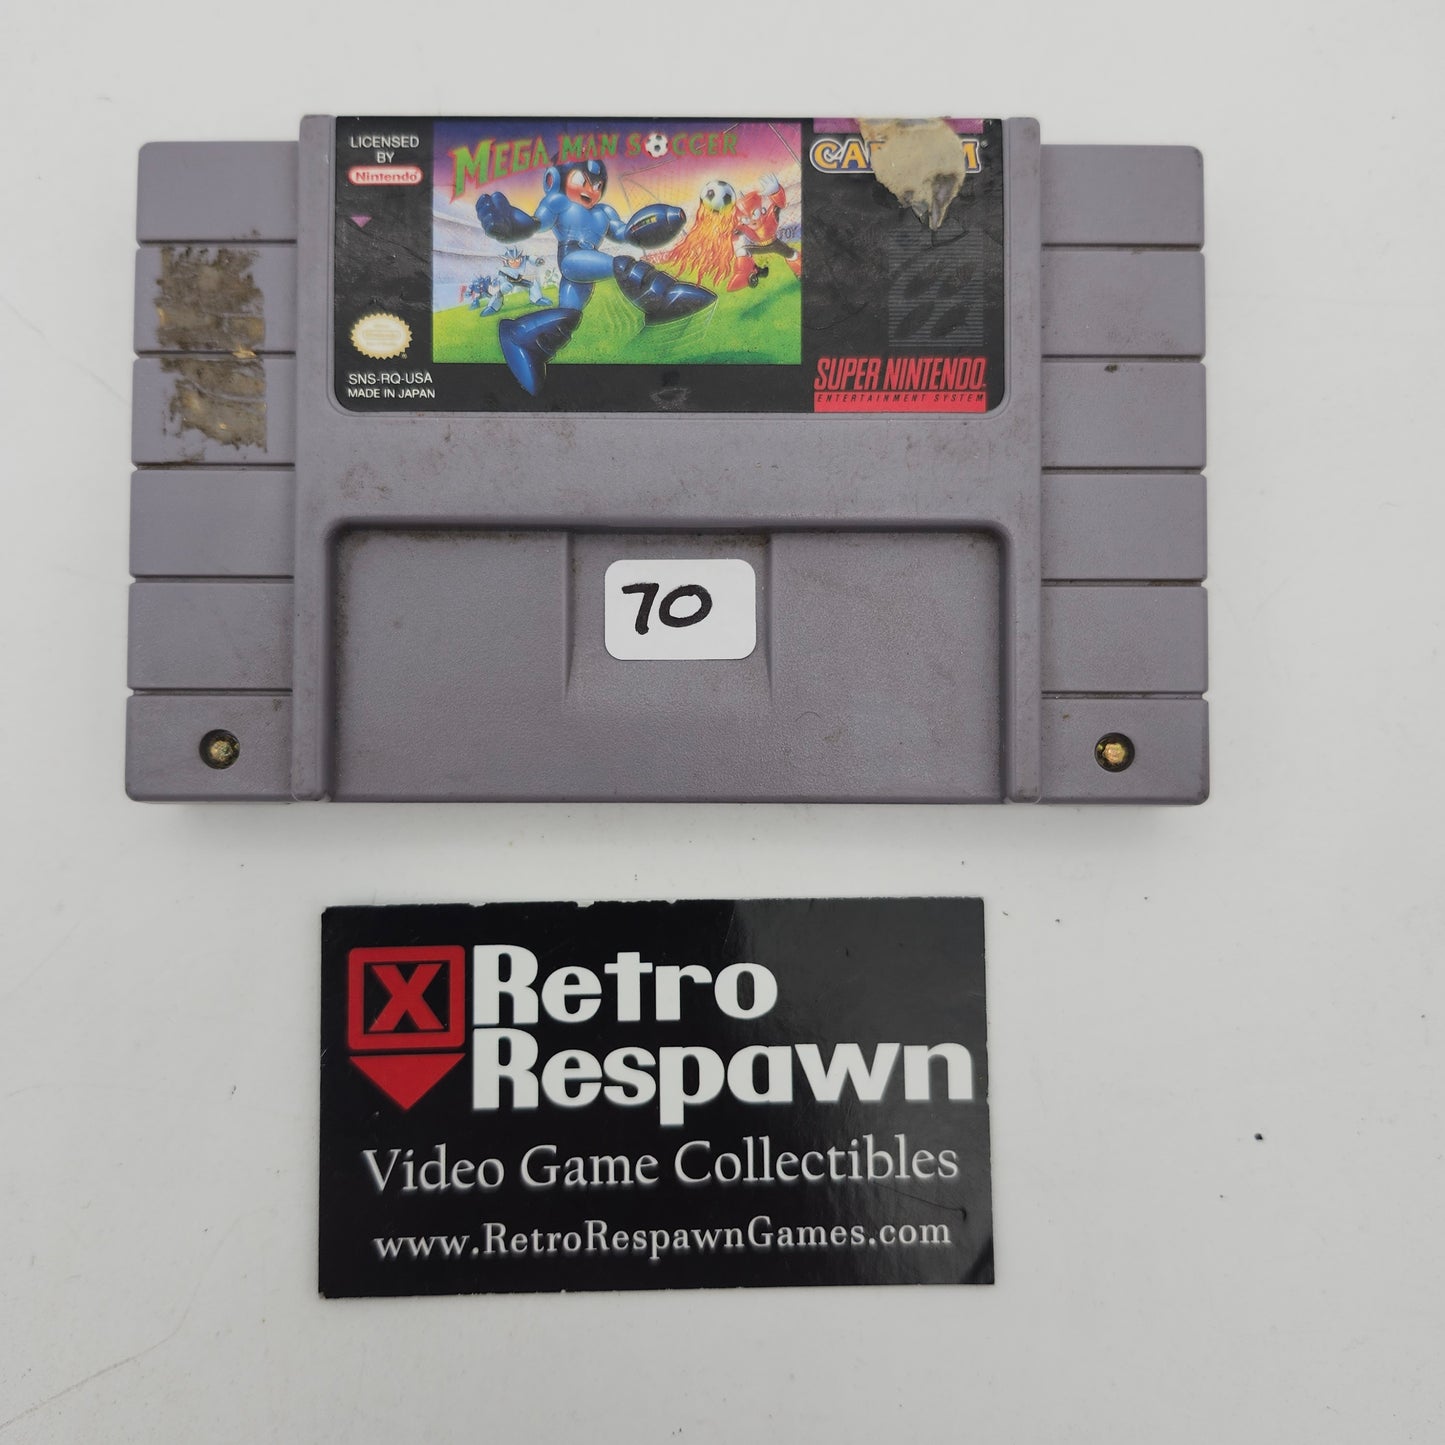 LICENSED
BY
Nintendo
MEGA MAN SOCCER
SNS-RQ-USA
MADE IN JAPAN
SUPER NINTENDO
ENTERTAINMENT SYSTEM
70
X
Retro
Respawn
Video Game Collectibles
www.RetroRespawnGames.com